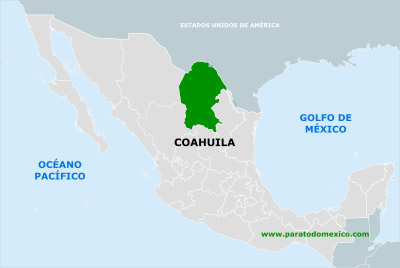 ESTADOS UNIDOS DE AMÉRICA
GOLFO DE
MÉXICO
COAHUILA
OCÉANO
PACÍFICO
www.paratodomexico.com